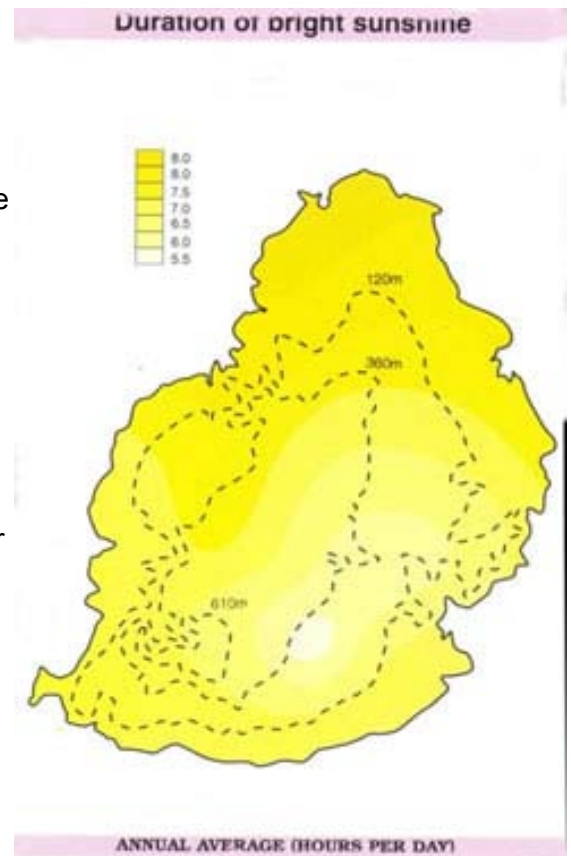 Duration of bright sunshine
e
8.0
8.0
7.5
7.0
6.5
6.0
5.5
120m
360m
r
610m
ANNUAL AVERAGE (HOURS PER DAY)